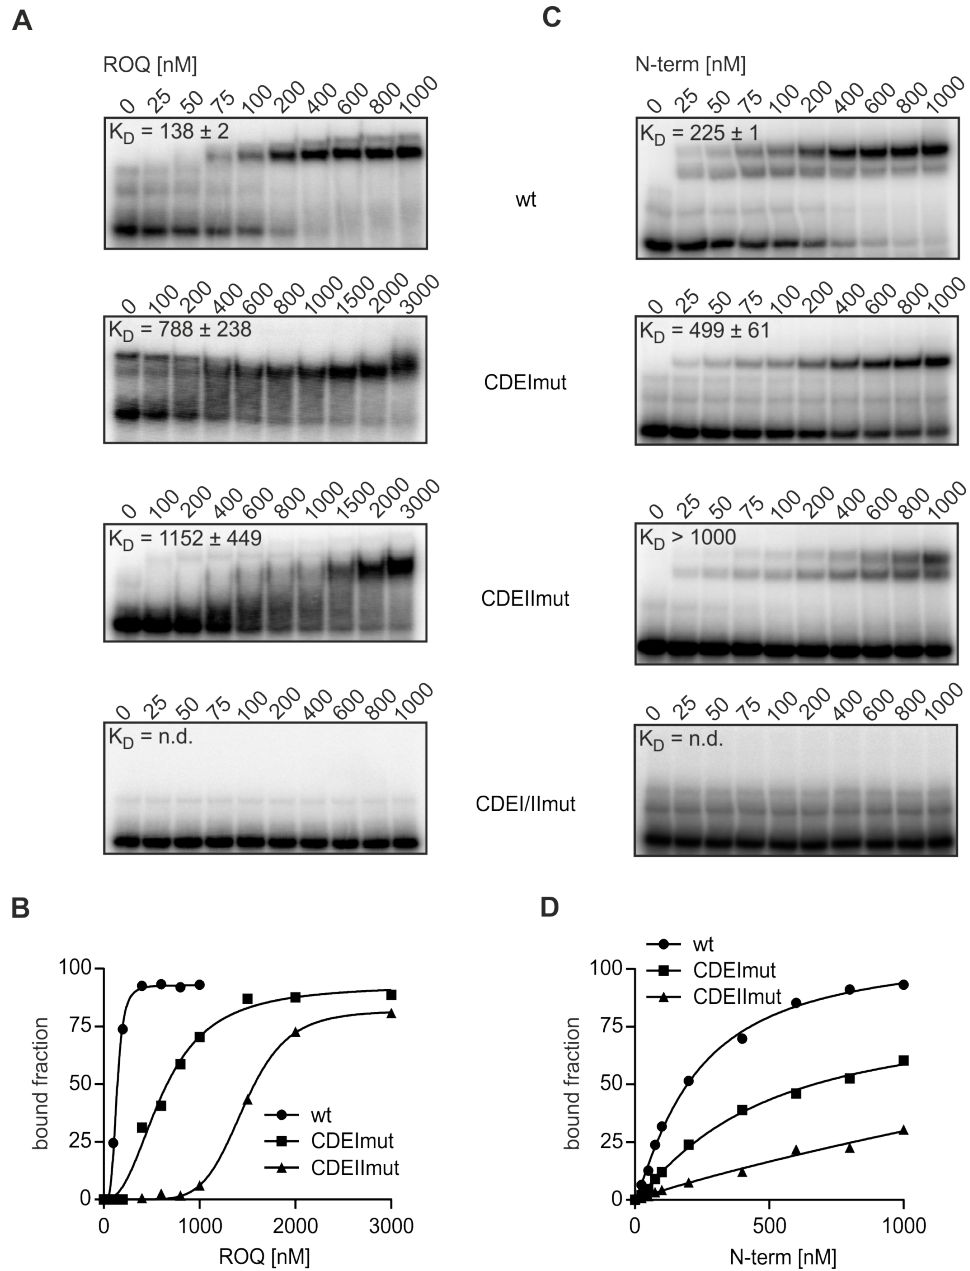 A
ROQ [nM]
0 25 50 75 100 200 400 600 800 1000
K_D = 138 ± 2
0 100 200 400 600 800 1000 1500 2000 3000
K_D = 788 ± 238
0 100 200 400 600 800 1000 1500 2000 3000
K_D = 1152 ± 449
0 25 50 75 100 200 400 600 800 1000
K_D = n.d.
wt
CDEImut
CDEIImut
CDEI/IImut
C
N-term [nM]
0 25 50 75 100 200 400 600 800 1000
K_D = 225 ± 1
0 25 50 75 100 200 400 600 800 1000
K_D = 499 ± 61
0 25 50 75 100 200 400 600 800 1000
K_D > 1000
0 25 50 75 100 200 400 600 800 1000
K_D = n.d.
B
bound fraction
100
75
50
25
0
wt
CDEImut
CDEIImut
0 1000 2000 3000
ROQ [nM]
D
wt
CDEImut
CDEIImut
bound fraction
100
75
50
25
0
0 500 1000
N-term [nM]